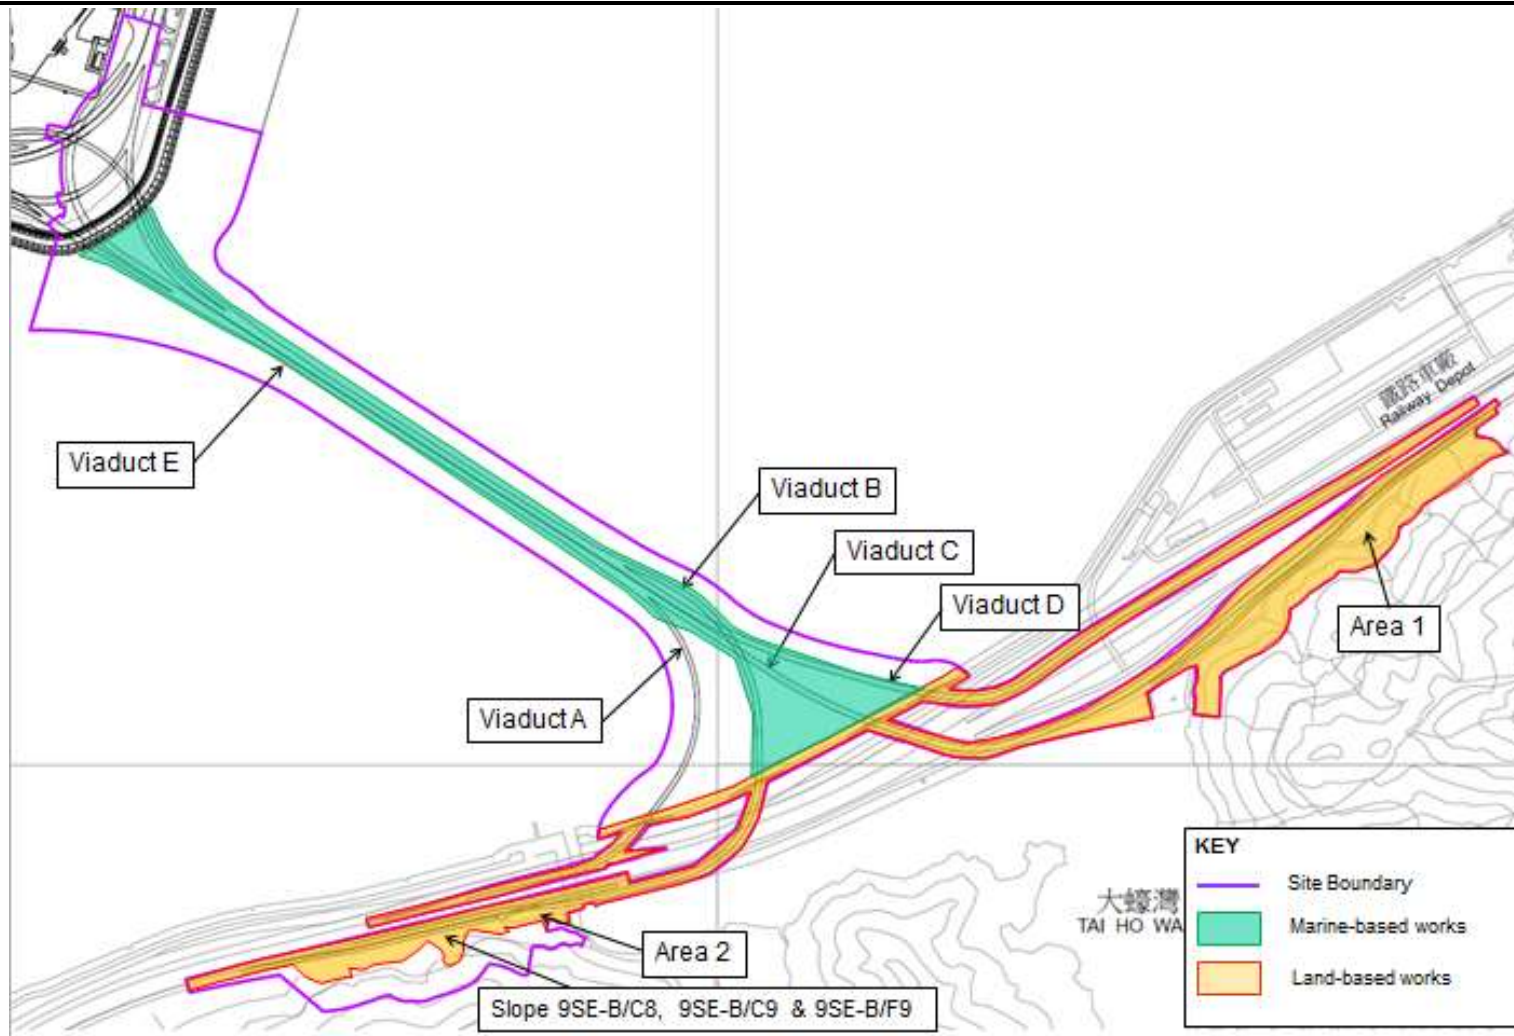 鐵路車廠
Railway Depot
Viaduct E
Viaduct B
Viaduct C
Viaduct D
Area 1
Viaduct A
大蠔灣
TAI HO WA
Area 2
Slope 9SE-B/C8, 9SE-B/C9 & 9SE-B/F9
KEY
Site Boundary
Marine-based works
Land-based works